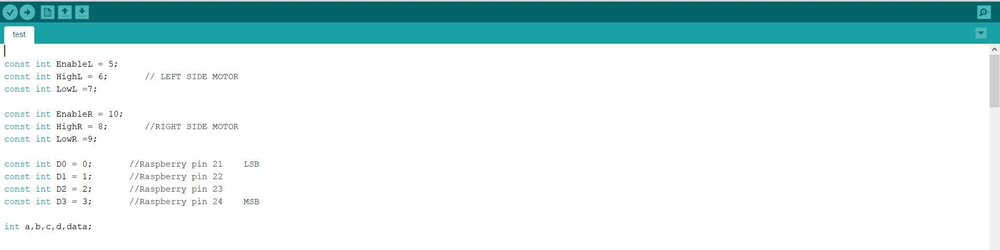 test
const int EnableL = 5;
const int HighL = 6;       // LEFT SIDE MOTOR
const int LowL =7;
const int EnableR = 10;
const int HighR = 8;       //RIGHT SIDE MOTOR
const int LowR =9;
const int D0 = 0;       //Raspberry pin 21    LSB
const int D1 = 1;       //Raspberry pin 22
const int D2 = 2;       //Raspberry pin 23
const int D3 = 3;       //Raspberry pin 24    MSB
int a,b,c,d,data;